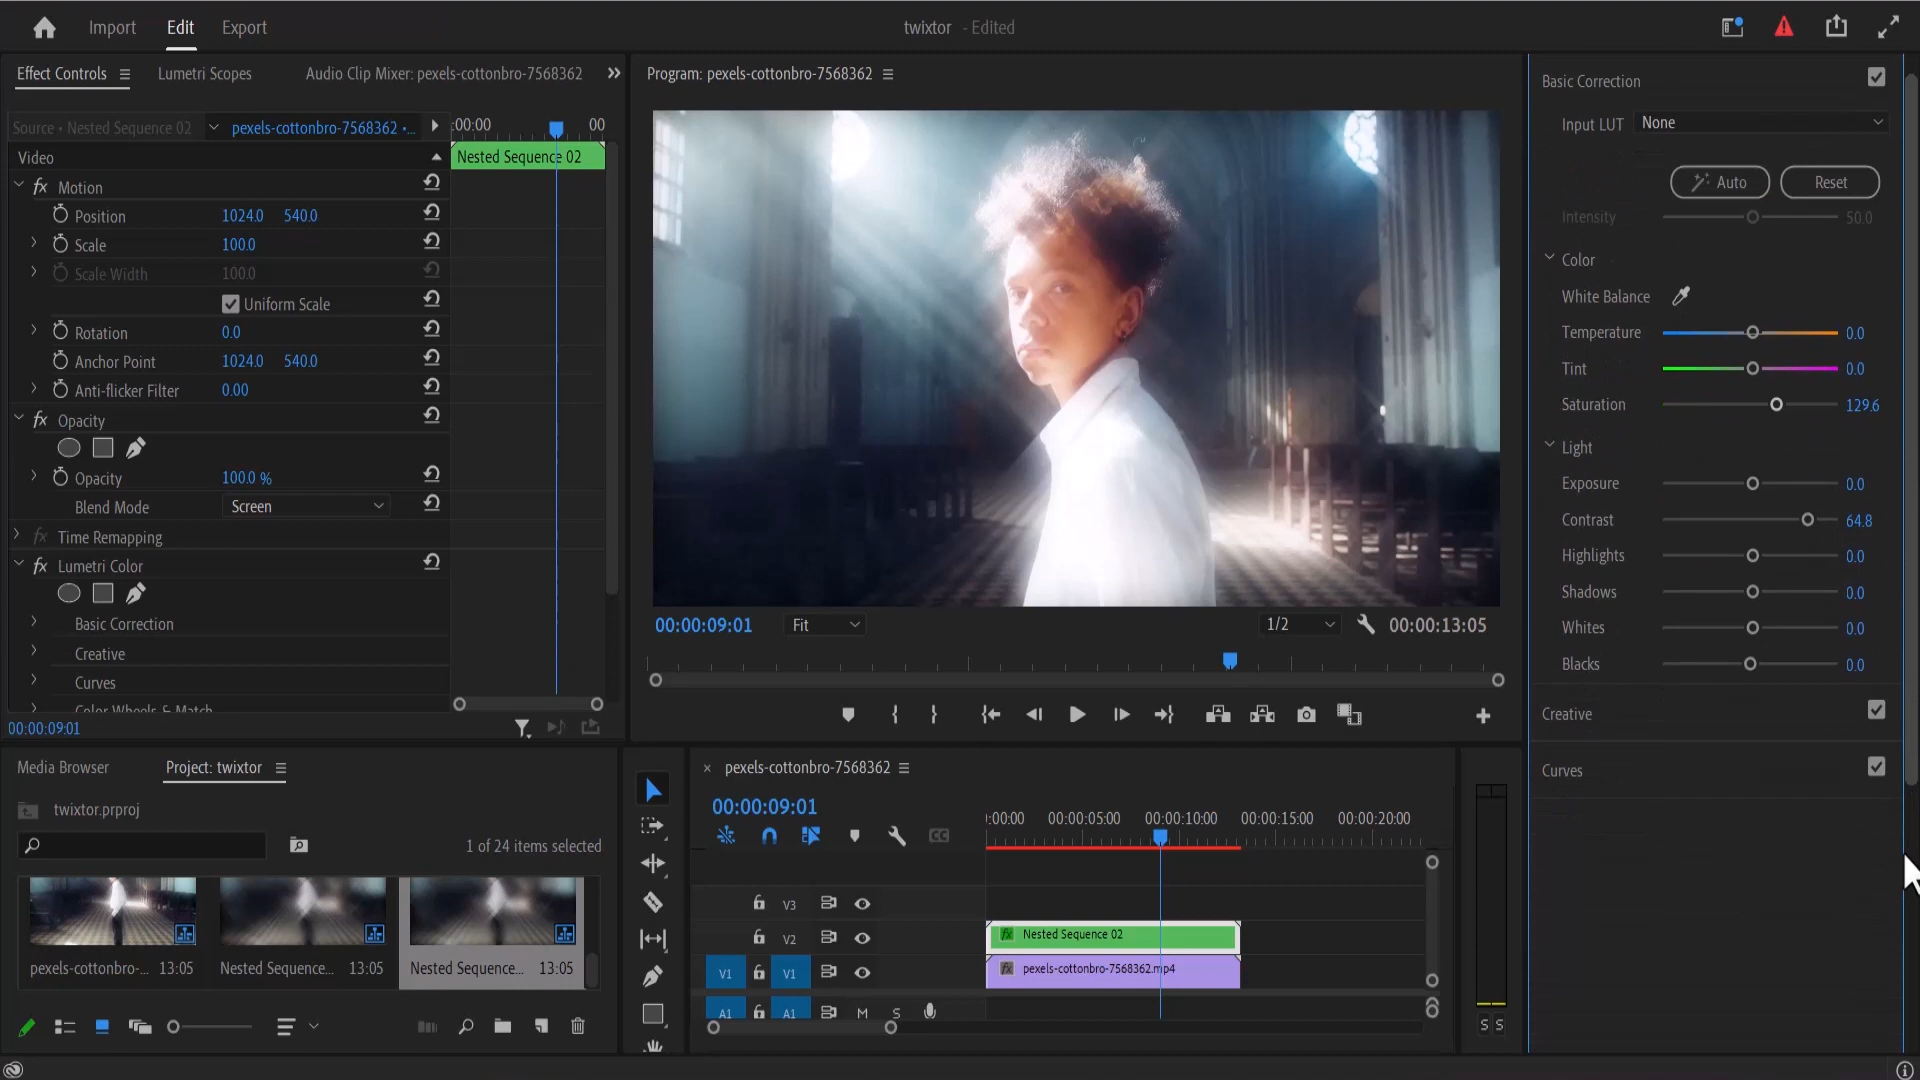 Import
Edit
Export
twixtor
- Edited
Effect Controls
Lumetri Scopes
Audio Clip Mixer: pexels-cottonbro-7568362
Source • Nested Sequence 02
pexels-cottonbro-7568362 •...
:00:00
00
Video
Nested Sequence 02
fx Motion
Position 1024.0 540.0
Scale 100.0
Scale Width 100.0
Uniform Scale
Rotation 0.0
Anchor Point 1024.0 540.0
Anti-flicker Filter 0.00
fx Opacity
Opacity 100.0 %
Blend Mode Screen
fx Time Remapping
fx Lumetri Color
Basic Correction
Creative
Curves
Color Wheels & Match
00:00:09:01
Program: pexels-cottonbro-7568362
00:00:09:01
Fit
1/2
00:00:13:05
Basic Correction
Input LUT None
Auto
Reset
Intensity 50.0
Color
White Balance
Temperature 0.0
Tint 0.0
Saturation 129.6
Light
Exposure 0.0
Contrast 64.8
Highlights 0.0
Shadows 0.0
Whites 0.0
Blacks 0.0
Creative
Curves
Media Browser
Project: twixtor
twixtor.prproj
1 of 24 items selected
pexels-cottonbro-... 13:05
Nested Sequence... 13:05
Nested Sequence... 13:05
× pexels-cottonbro-7568362
00:00:09:01
:00:00 00:00:05:00 00:00:10:00 00:00:15:00 00:00:20:00
V3
V2
fx Nested Sequence 02
V1 V1
fx pexels-cottonbro-7568362.mp4
A1 A1 M S
S S